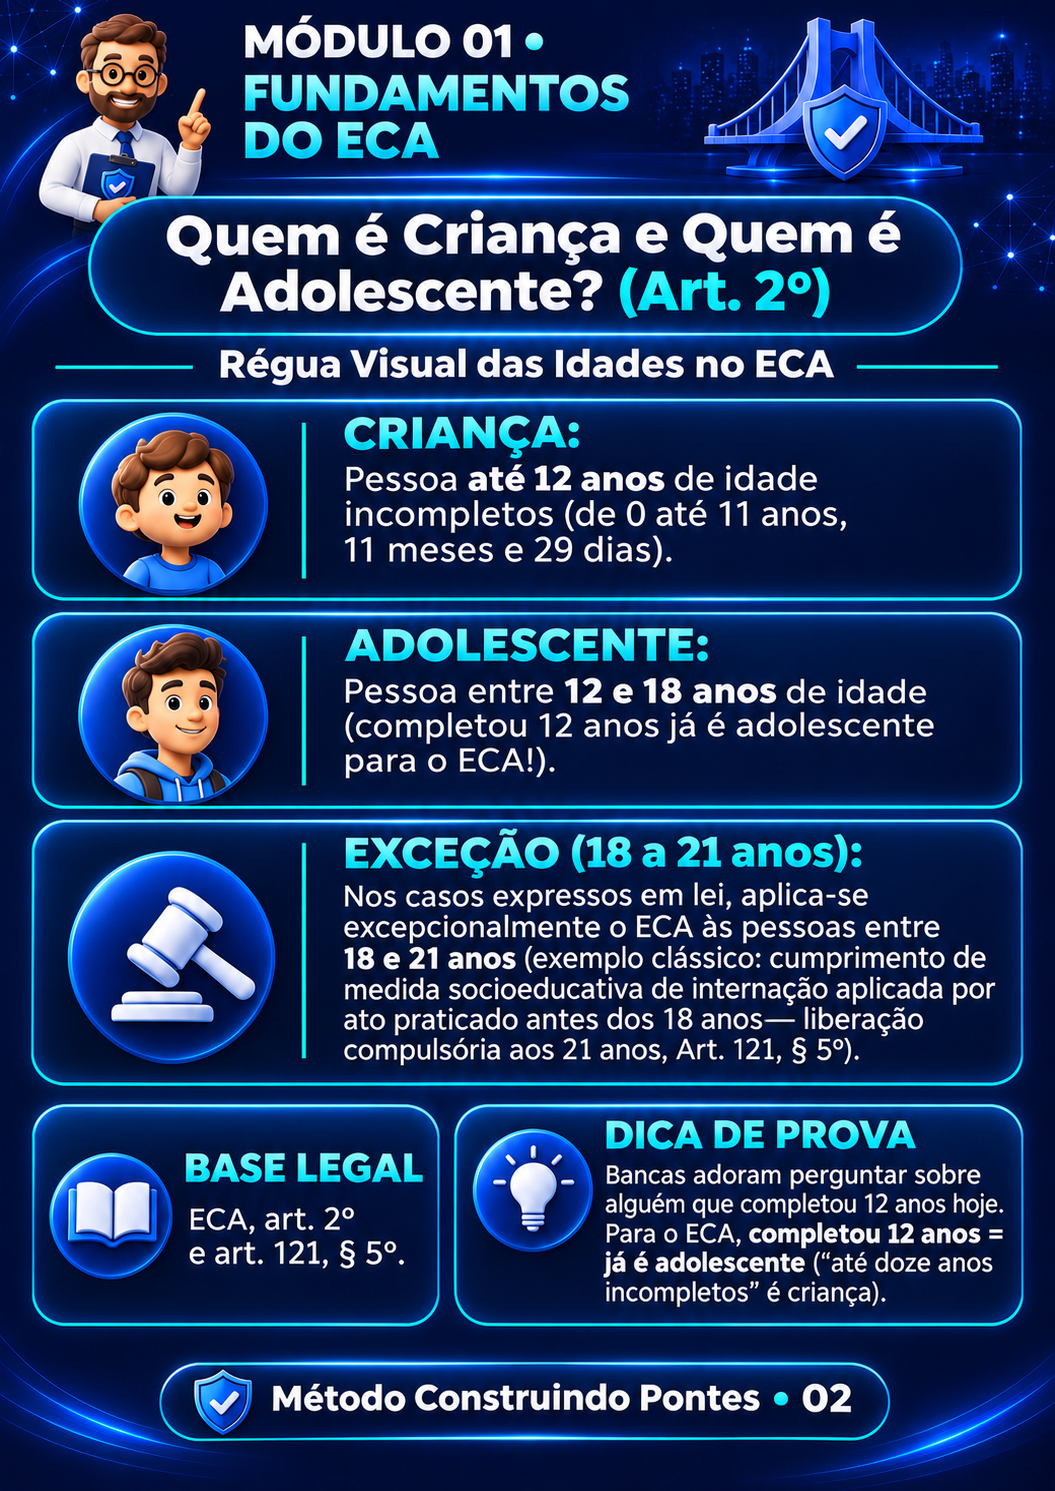 MÓDULO 01 •
FUNDAMENTOS
DO ECA
Quem é Criança e Quem é
Adolescente? (Art. 2º)
Régua Visual das Idades no ECA
CRIANÇA:
Pessoa até 12 anos de idade
incompletos (de 0 até 11 anos,
11 meses e 29 dias).
ADOLESCENTE:
Pessoa entre 12 e 18 anos de idade
(completou 12 anos já é adolescente
para o ECA!).
EXCEÇÃO (18 a 21 anos):
Nos casos expressos em lei, aplica-se
excepcionalmente o ECA às pessoas entre
18 e 21 anos (exemplo clássico: cumprimento de
medida socioeducativa de internação aplicada por
ato praticado antes dos 18 anos— liberação
compulsória aos 21 anos, Art. 121, § 5º).
BASE LEGAL
ECA, art. 2º
e art. 121, § 5º.
DICA DE PROVA
Bancas adoram perguntar sobre
alguém que completou 12 anos hoje.
Para o ECA, completou 12 anos =
já é adolescente (“até doze anos
incompletos” é criança).
Método Construindo Pontes • 02